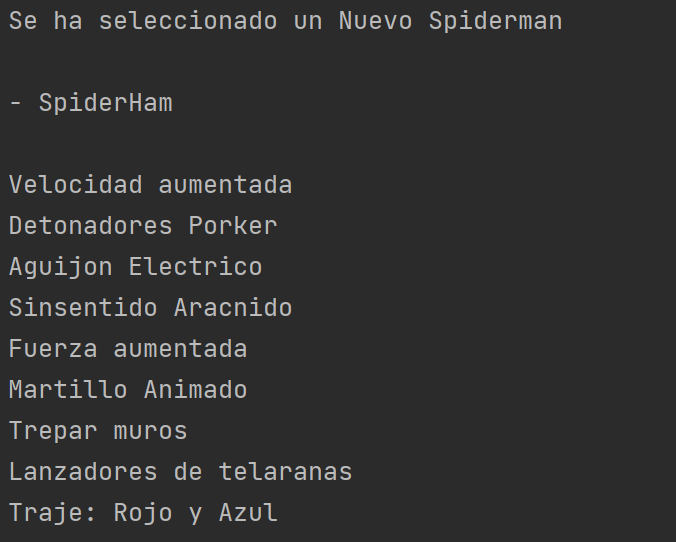 Se ha seleccionado un Nuevo Spiderman
- SpiderHam
Velocidad aumentada
Detonadores Porker
Aguijon Electrico
Sinsentido Aracnido
Fuerza aumentada
Martillo Animado
Trepar muros
Lanzadores de telaranas
Traje: Rojo y Azul